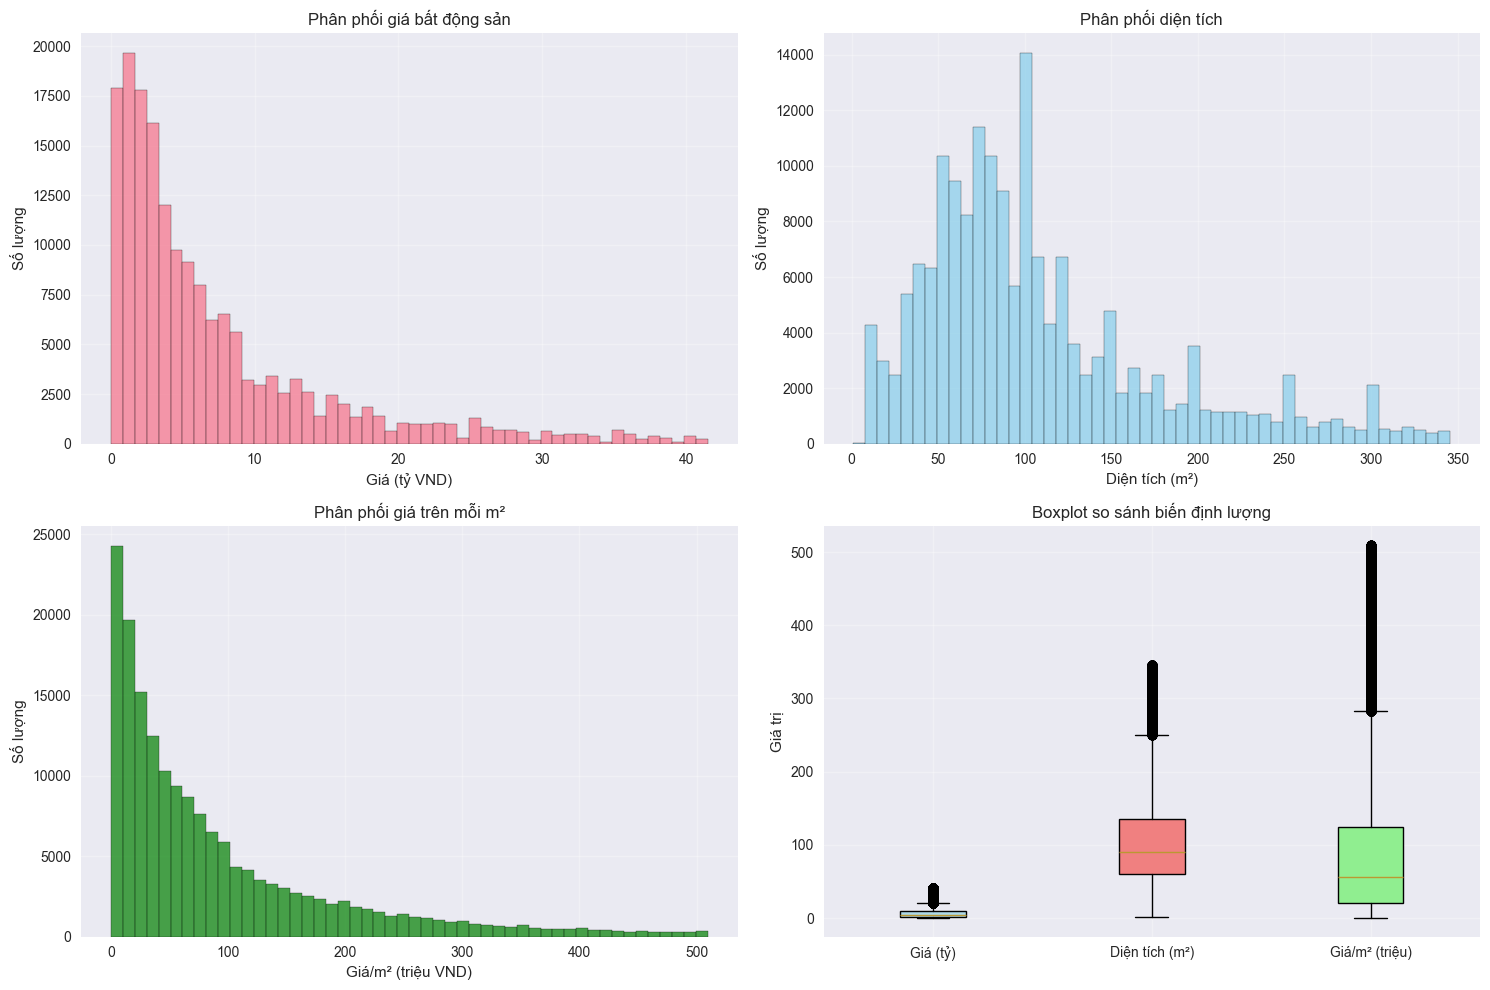 Phân phối giá bất động sản
20000
17500
15000
12500
10000
7500
5000
2500
0
Số lượng
0 10 20 30 40
Giá (tỷ VND)
Phân phối diện tích
14000
12000
10000
8000
6000
4000
2000
0
Số lượng
0 50 100 150 200 250 300 350
Diện tích (m²)
Phân phối giá trên mỗi m²
25000
20000
15000
10000
5000
0
Số lượng
0 100 200 300 400 500
Giá/m² (triệu VND)
Boxplot so sánh biến định lượng
500
400
300
200
100
0
Giá trị
Giá (tỷ) Diện tích (m²) Giá/m² (triệu)